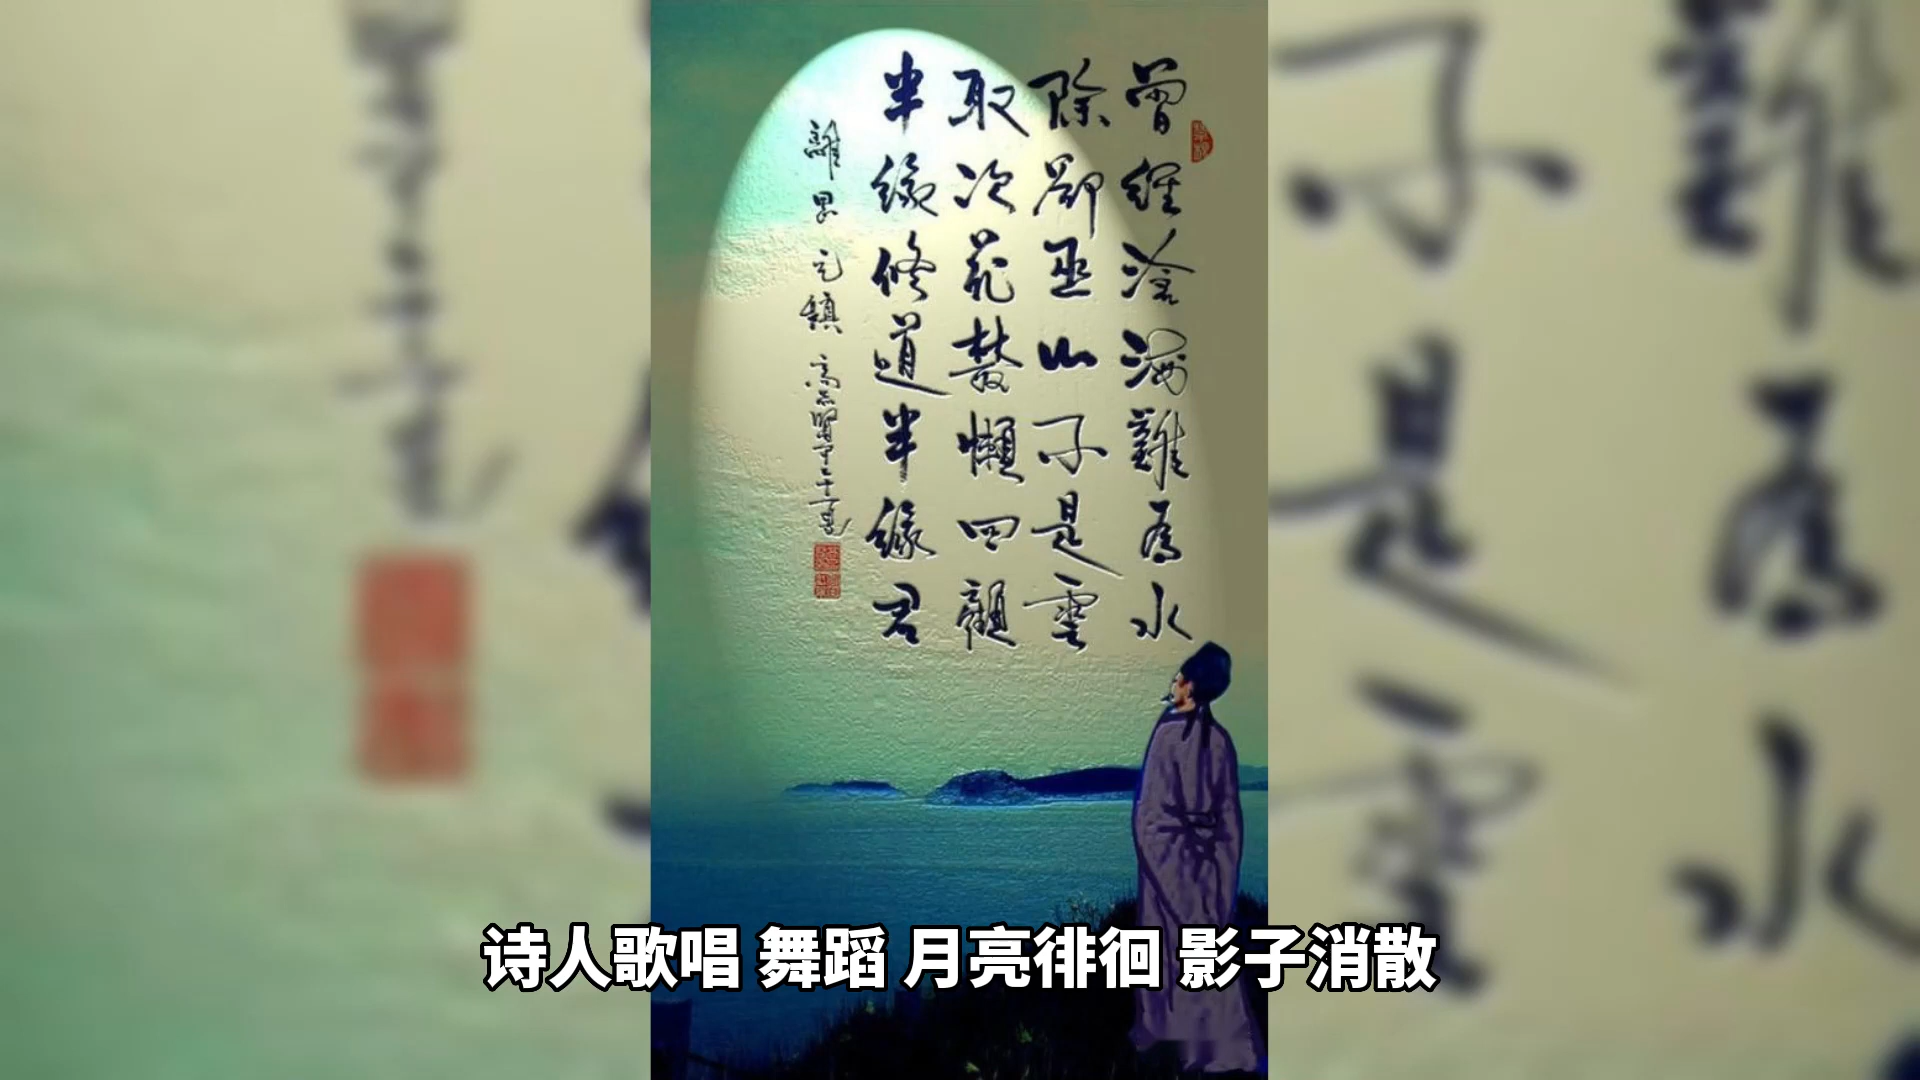 曾經滄海難為水
除卻巫山不是雲
取次花叢懶回顧
半緣修道半緣君
離思 元稹
诗人歌唱 舞蹈 月亮徘徊 影子消散